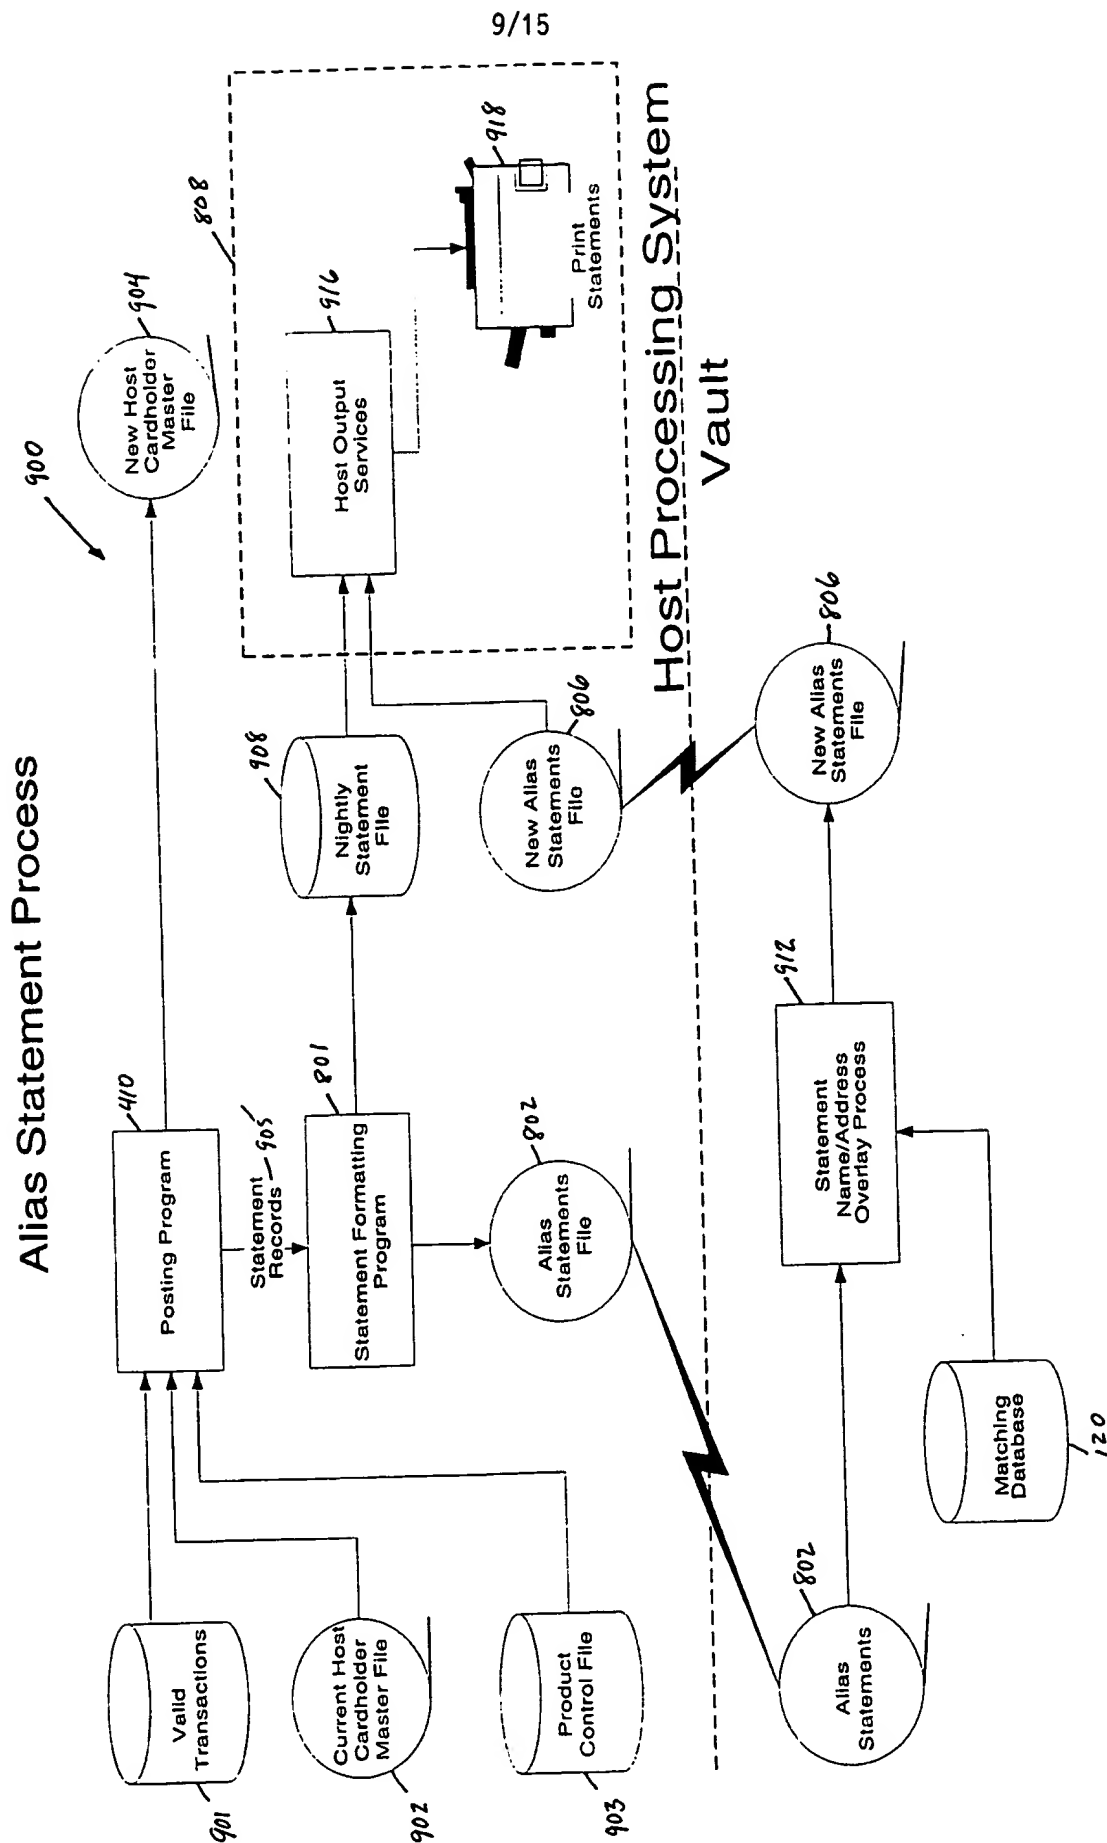 9/15
Alias Statement Process
900
Valid
Transactions
901
Current Host
Cardholder
Master File
902
Product
Control File
903
Posting Program
410
Statement
Records
905
Statement Formatting
Program
801
Alias
Statements
File
802
New Host
Cardholder
Master
File
904
Nightly
Statement
File
908
New Alias
Statements
File
806
808
Host Output
Services
916
918
Print
Statements
Host Processing System
Vault
Alias
Statements
802
Matching
Database
120
Statement
Name/Address
Overlay Process
912
New Alias
Statements
File
806